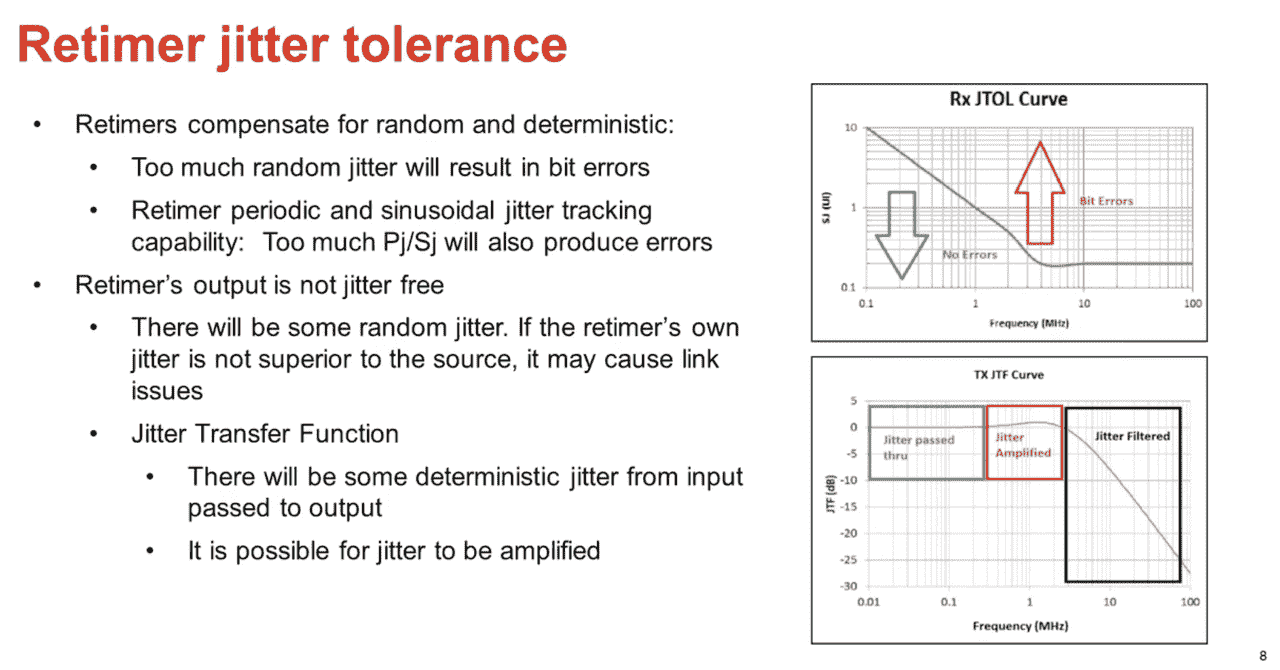 Retimer jitter tolerance
• Retimers compensate for random and deterministic:
• Too much random jitter will result in bit errors
• Retimer periodic and sinusoidal jitter tracking
capability: Too much Pj/Sj will also produce errors
• Retimer's output is not jitter free
• There will be some random jitter. If the retimer's own
jitter is not superior to the source, it may cause link
issues
• Jitter Transfer Function
• There will be some deterministic jitter from input
passed to output
• It is possible for jitter to be amplified
Rx JTOL Curve
10
1
0.1
SJ (UI)
Bit Errors
No Errors
0.1 1 10 100
Frequency (MHz)
TX JTF Curve
5
0
-5
-10
-15
-20
-25
-30
JTF (dB)
Jitter passed
thru
Jitter
Amplified
Jitter Filtered
0.01 0.1 1 10 100
Frequency (MHz)
8